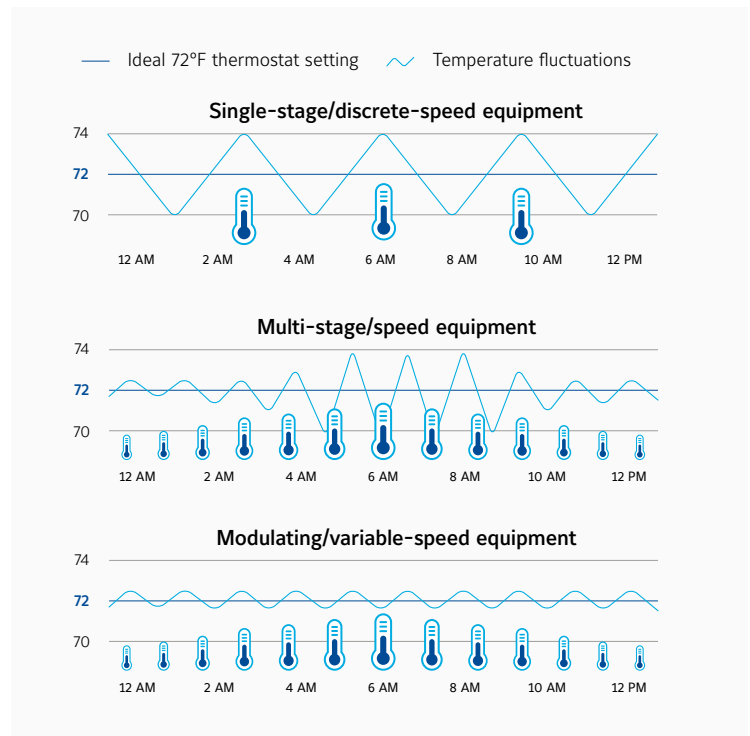 Ideal 72°F thermostat setting Temperature fluctuations
Single-stage/discrete-speed equipment
74
72
70
12 AM 2 AM 4 AM 6 AM 8 AM 10 AM 12 PM
Multi-stage/speed equipment
74
72
70
12 AM 2 AM 4 AM 6 AM 8 AM 10 AM 12 PM
Modulating/variable-speed equipment
74
72
70
12 AM 2 AM 4 AM 6 AM 8 AM 10 AM 12 PM